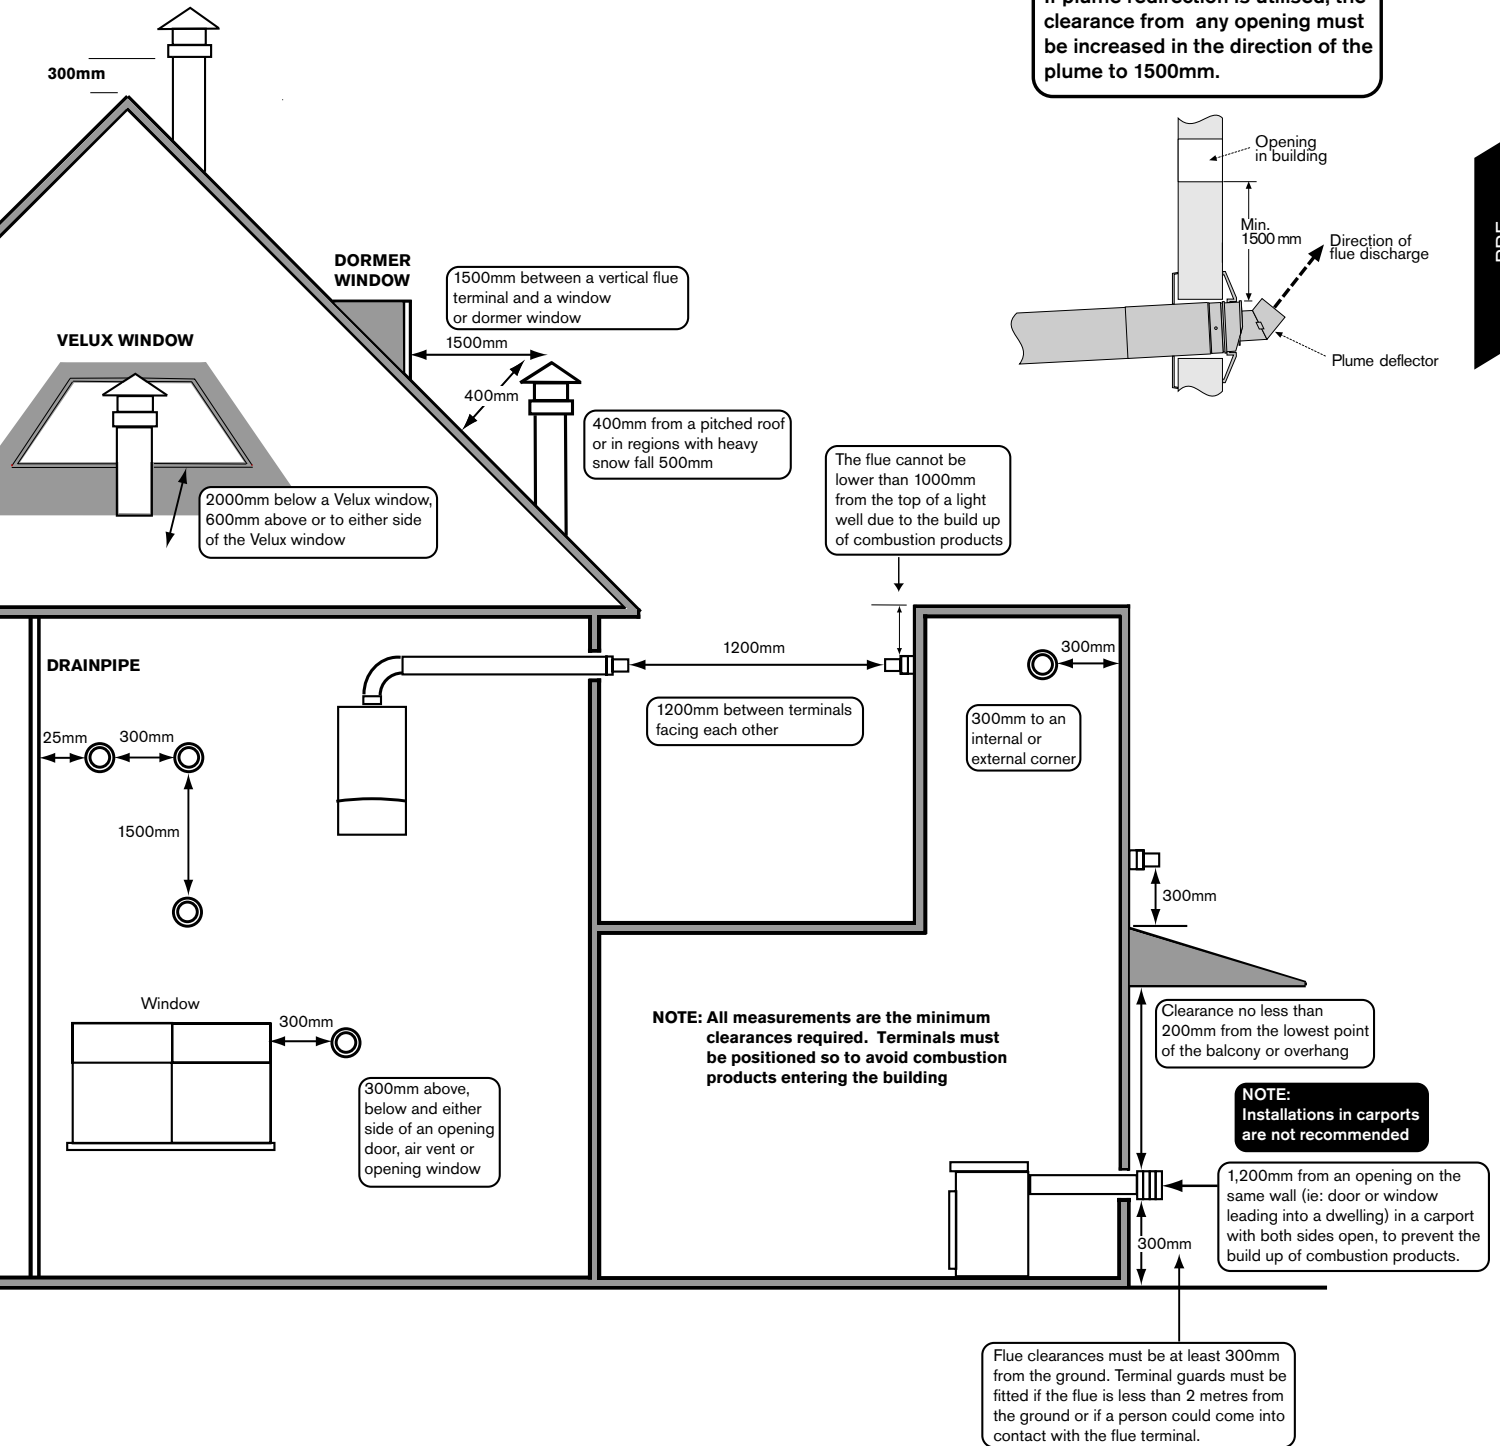 If plume redirection is utilised, the
clearance from any opening must
be increased in the direction of the
plume to 1500mm.
300mm
Opening
in building
Min.
1500 mm
Direction of
flue discharge
Plume deflector
DORMER
WINDOW
1500mm between a vertical flue
terminal and a window
or dormer window
VELUX WINDOW
1500mm
400mm
400mm from a pitched roof
or in regions with heavy
snow fall 500mm
2000mm below a Velux window,
600mm above or to either side
of the Velux window
The flue cannot be
lower than 1000mm
from the top of a light
well due to the build up
of combustion products
DRAINPIPE
1200mm
300mm
1200mm between terminals
facing each other
300mm to an
internal or
external corner
25mm
300mm
1500mm
300mm
Window
300mm
300mm above,
below and either
side of an opening
door, air vent or
opening window
NOTE: All measurements are the minimum
clearances required. Terminals must
be positioned so to avoid combustion
products entering the building
Clearance no less than
200mm from the lowest point
of the balcony or overhang
NOTE:
Installations in carports
are not recommended
1,200mm from an opening on the
same wall (ie: door or window
leading into a dwelling) in a carport
with both sides open, to prevent the
build up of combustion products.
300mm
Flue clearances must be at least 300mm
from the ground. Terminal guards must be
fitted if the flue is less than 2 metres from
the ground or if a person could come into
contact with the flue terminal.